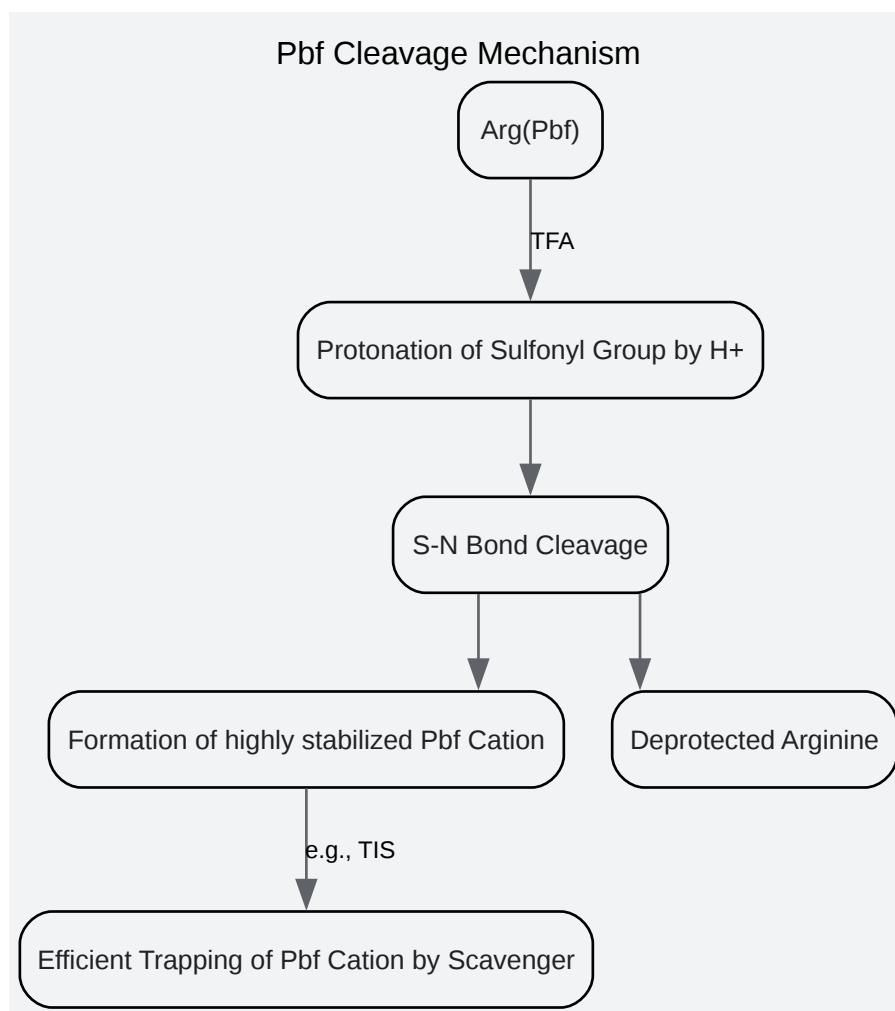 Pbf Cleavage Mechanism
Arg(Pbf)
TFA
Protonation of Sulfonyl Group by H+
S-N Bond Cleavage
Formation of highly stabilized Pbf Cation
Deprotected Arginine
e.g., TIS
Efficient Trapping of Pbf Cation by Scavenger